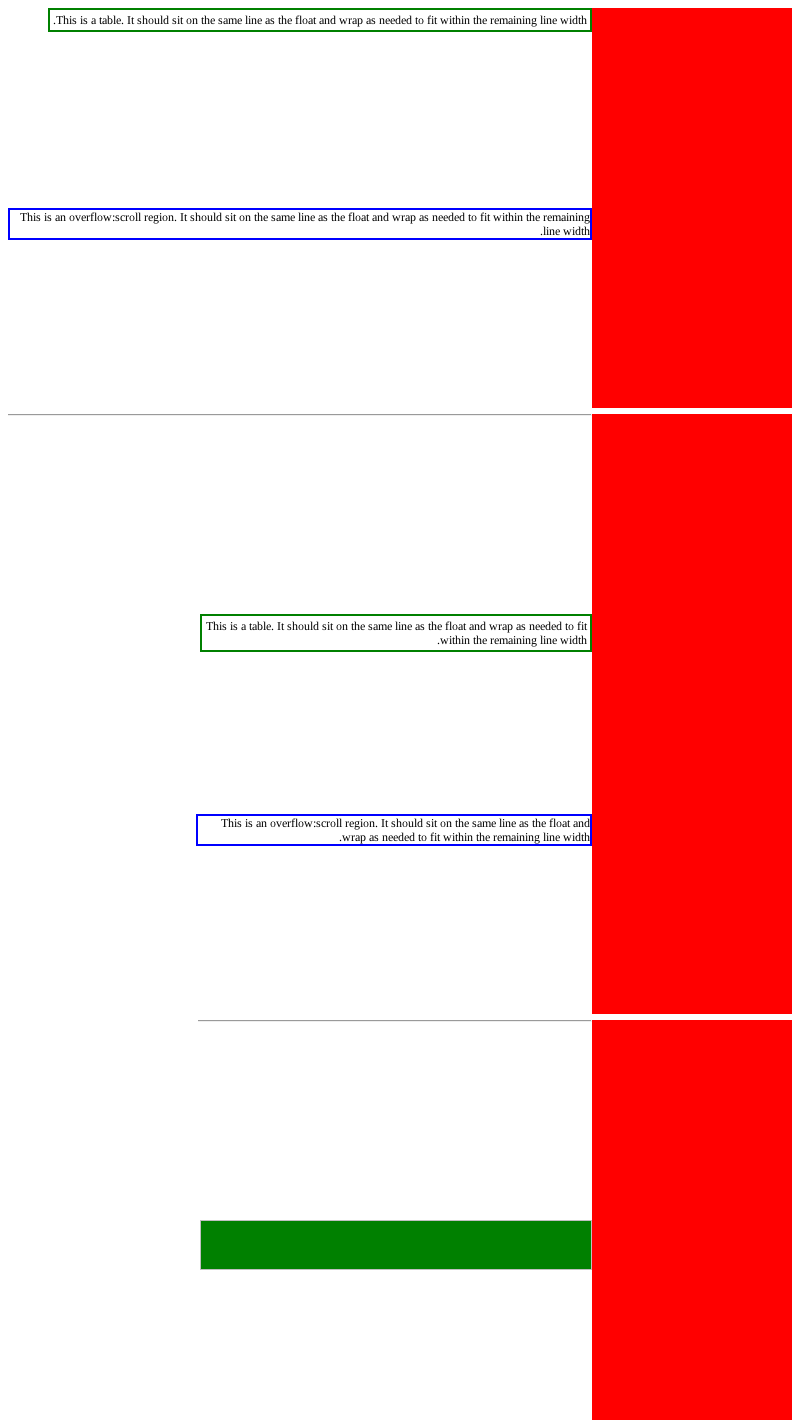 .This is a table. It should sit on the same line as the float and wrap as needed to fit within the remaining line width
This is an overflow:scroll region. It should sit on the same line as the float and wrap as needed to fit within the remaining
.line width
This is a table. It should sit on the same line as the float and wrap as needed to fit
.within the remaining line width
This is an overflow:scroll region. It should sit on the same line as the float and
.wrap as needed to fit within the remaining line width